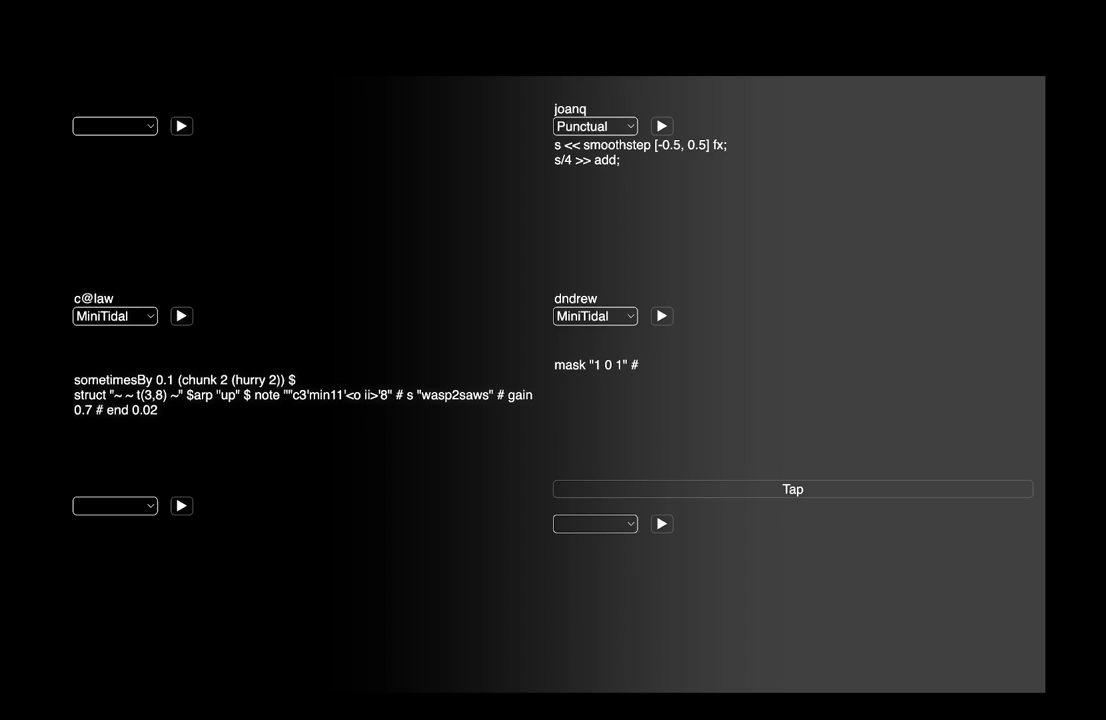 joanq
Punctual
s << smoothstep [-0.5, 0.5] fx;
s/4 >> add;
c@law
MiniTidal
sometimesBy 0.1 (chunk 2 (hurry 2)) $
struct "~ ~ t(3,8) ~" $arp "up" $ note ""c3'min11'<o ii>'8" # s "wasp2saws" # gain
0.7 # end 0.02
dndrew
MiniTidal
mask "1 0 1" #
Tap